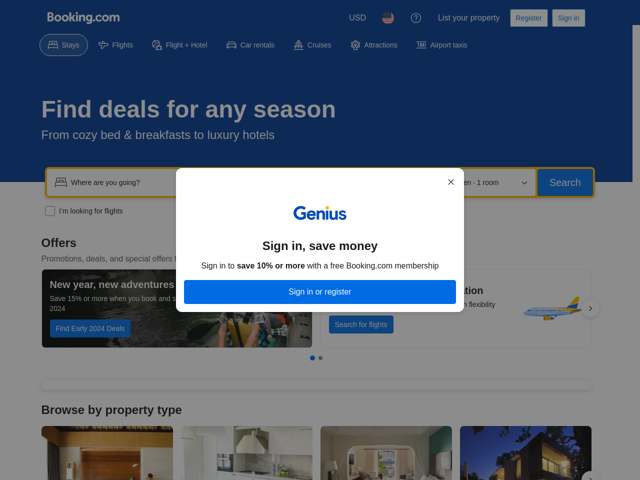 Booking.com
USD
List your property
Register
Sign in
Stays
Flights
Flight + Hotel
Car rentals
Cruises
Attractions
Airport taxis
Find deals for any season
From cozy bed & breakfasts to luxury hotels
Where are you going?
· 1 room
Search
I'm looking for flights
Genius
Sign in, save money
Sign in to save 10% or more with a free Booking.com membership
Sign in or register
Offers
Promotions, deals, and special offers
New year, new adventures
Save 15% or more when you book and
2024
Find Early 2024 Deals
flexibility
Search for flights
Browse by property type